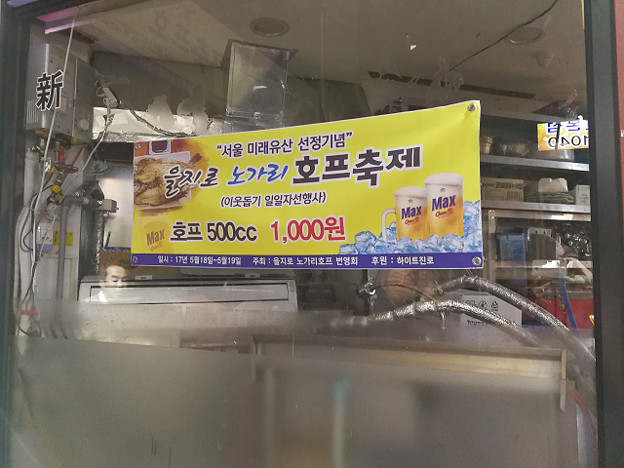 新
"서울 미래유산 선정기념"
을지로 노가리 호프축제
(이웃돕기 일일자선행사)
Max
호프 500cc 1,000원
Max
Max
일시 : 17년 5월18일~5월19일 주최 : 을지로 노가리호프 번영회 후원 : 하이트진로